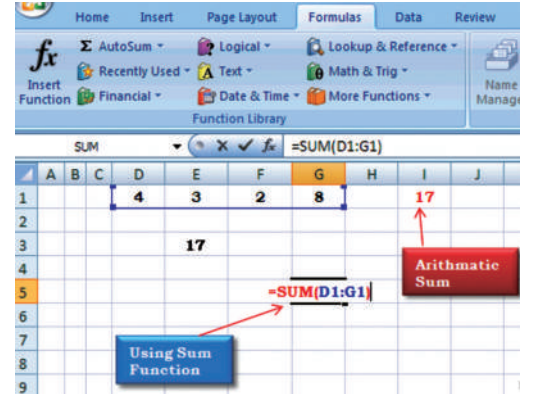 Home Insert Page Layout Formulas Data Review
fx Insert Function
Σ AutoSum
Recently Used
Financial
Logical
Text
Date & Time
Lookup & Reference
Math & Trig
More Functions
Function Library
Name
SUM fx =SUM(D1:G1)
A B C D E F G H I J
1 4 3 2 8 17
2
3 17
4
Arithmatic
Sum
5 =SUM(D1:G1)
6
7
Using Sum
Function
8
9